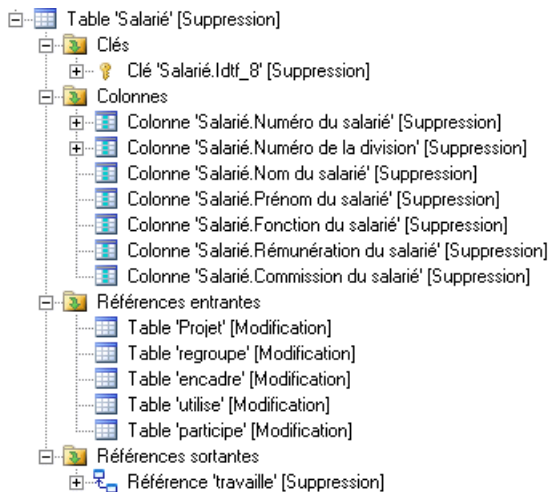 Table 'Salarié' [Suppression]
Clés
Clé 'Salarié.Idtf_8' [Suppression]
Colonnes
Colonne 'Salarié.Numéro du salarié' [Suppression]
Colonne 'Salarié.Numéro de la division' [Suppression]
Colonne 'Salarié.Nom du salarié' [Suppression]
Colonne 'Salarié.Prénom du salarié' [Suppression]
Colonne 'Salarié.Fonction du salarié' [Suppression]
Colonne 'Salarié.Rémunération du salarié' [Suppression]
Colonne 'Salarié.Commission du salarié' [Suppression]
Références entrantes
Table 'Projet' [Modification]
Table 'regroupe' [Modification]
Table 'encadre' [Modification]
Table 'utilise' [Modification]
Table 'participe' [Modification]
Références sortantes
Référence 'travaille' [Suppression]